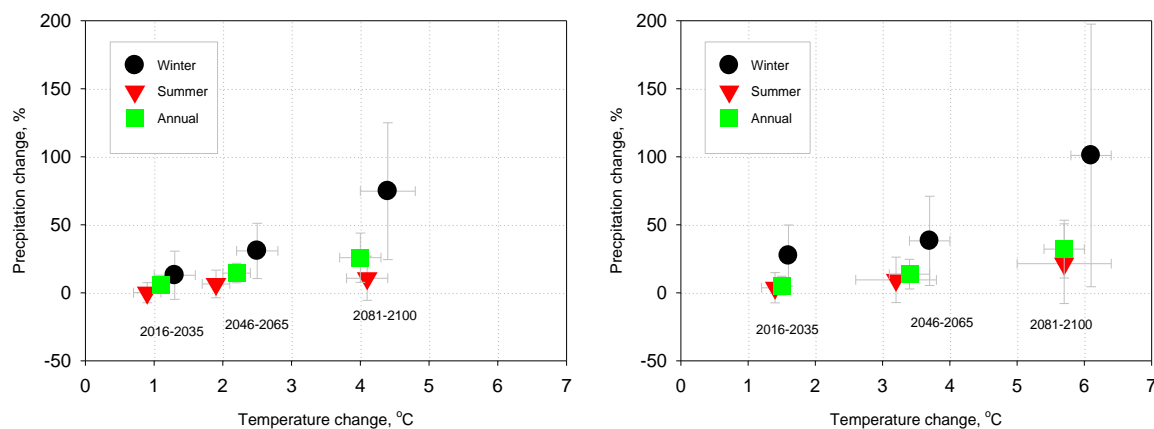 200
150
100
50
0
-50
Precpitation change, %
Winter
Summer
Annual
2016-2035
2046-2065
2081-2100
0 1 2 3 4 5 6 7
Temperature change, °C
200
150
100
50
0
-50
Precpitation change, %
Winter
Summer
Annual
2016-2035
2046-2065
2081-2100
0 1 2 3 4 5 6 7
Temperature change, °C